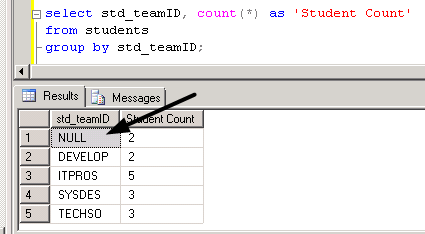 select std_teamID, count(*) as 'Student Count'
from students
group by std_teamID;
Results Messages
std_teamID Student Count
1 NULL 2
2 DEVELOP 2
3 ITPROS 5
4 SYSDES 3
5 TECHSO 3